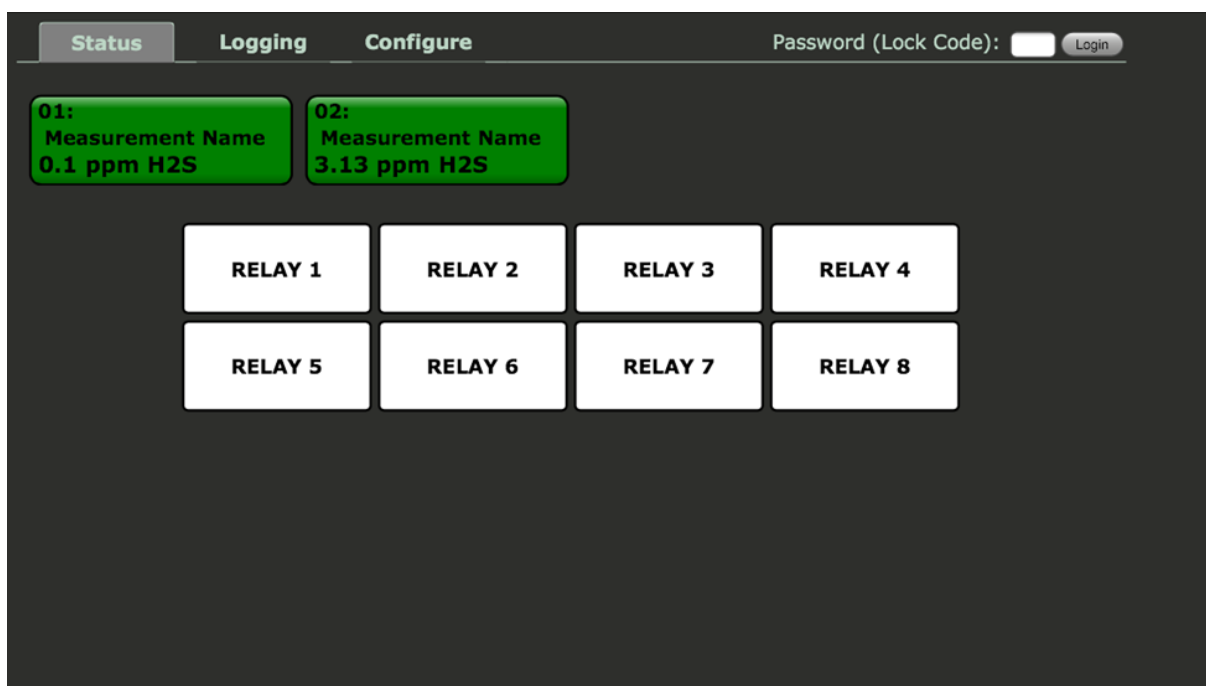 Status Logging Configure Password (Lock Code): Login
01: 02:
Measurement Name Measurement Name
0.1 ppm H2S 3.13 ppm H2S
RELAY 1 RELAY 2 RELAY 3 RELAY 4
RELAY 5 RELAY 6 RELAY 7 RELAY 8